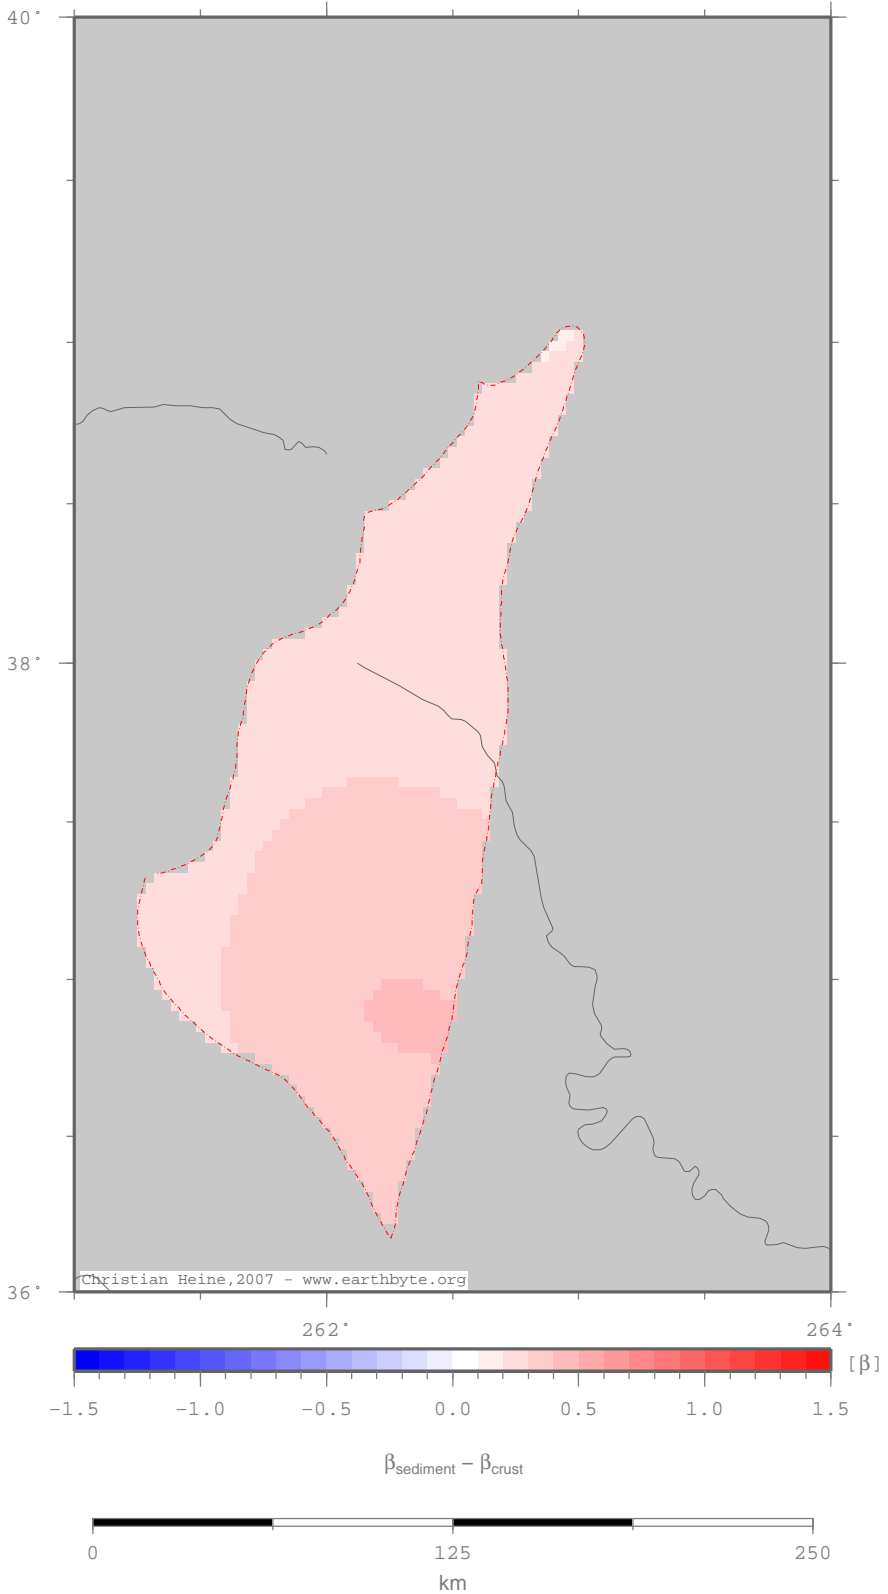 40°
38°
36°
Christian Heine,2007 - www.earthbyte.org
262° 264°
[β]
-1.5 -1.0 -0.5 0.0 0.5 1.0 1.5
βsediment – βcrust
0 125 250
km